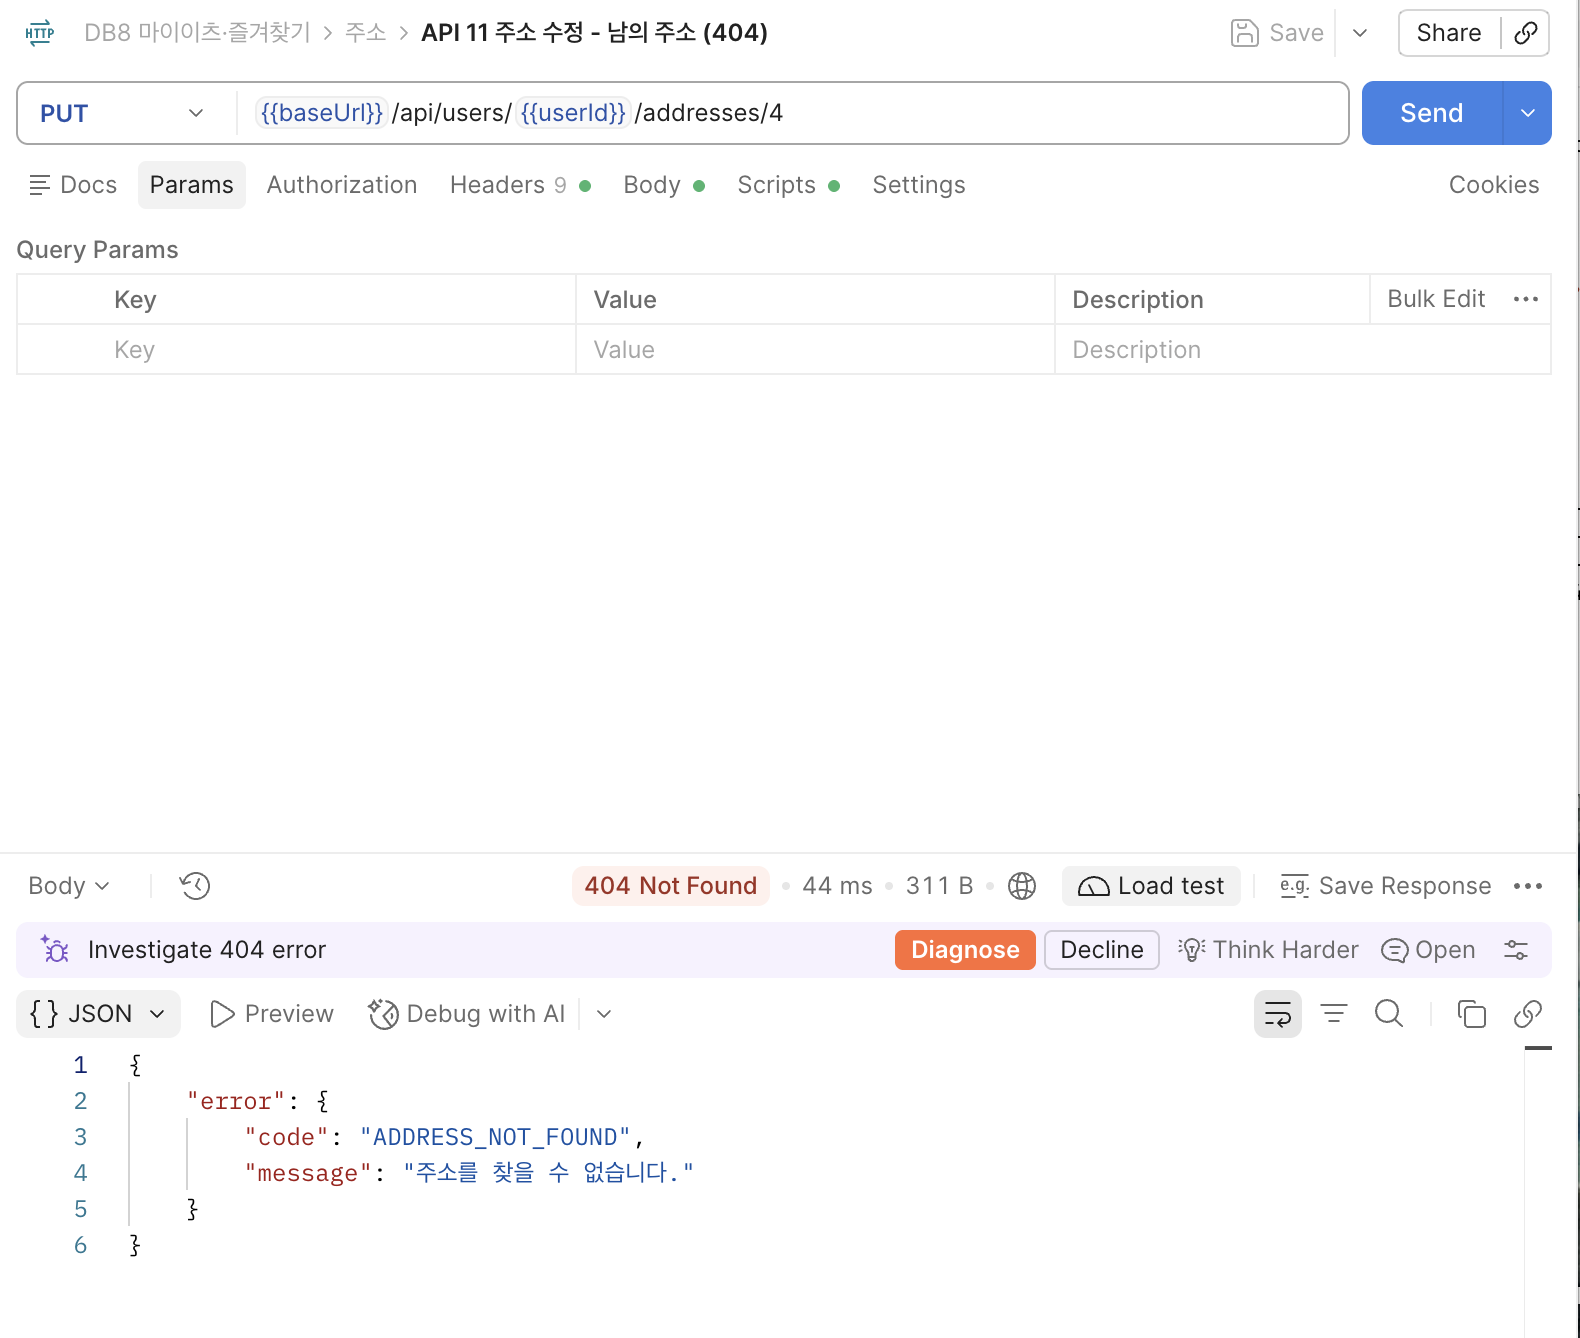 HTTP DB8 마이이츠·즐겨찾기 > 주소 > API 11 주소 수정 - 남의 주소 (404) Save Share
PUT {{baseUrl}} /api/users/ {{userId}} /addresses/4 Send
Docs Params Authorization Headers 9 Body Scripts Settings Cookies
Query Params
Key Value Description Bulk Edit
Key Value Description
Body 404 Not Found 44 ms 311 B Load test e.g. Save Response
Investigate 404 error Diagnose Decline Think Harder Open
{ } JSON Preview Debug with AI
1 {
2 "error": {
3 "code": "ADDRESS_NOT_FOUND",
4 "message": "주소를 찾을 수 없습니다."
5 }
6 }